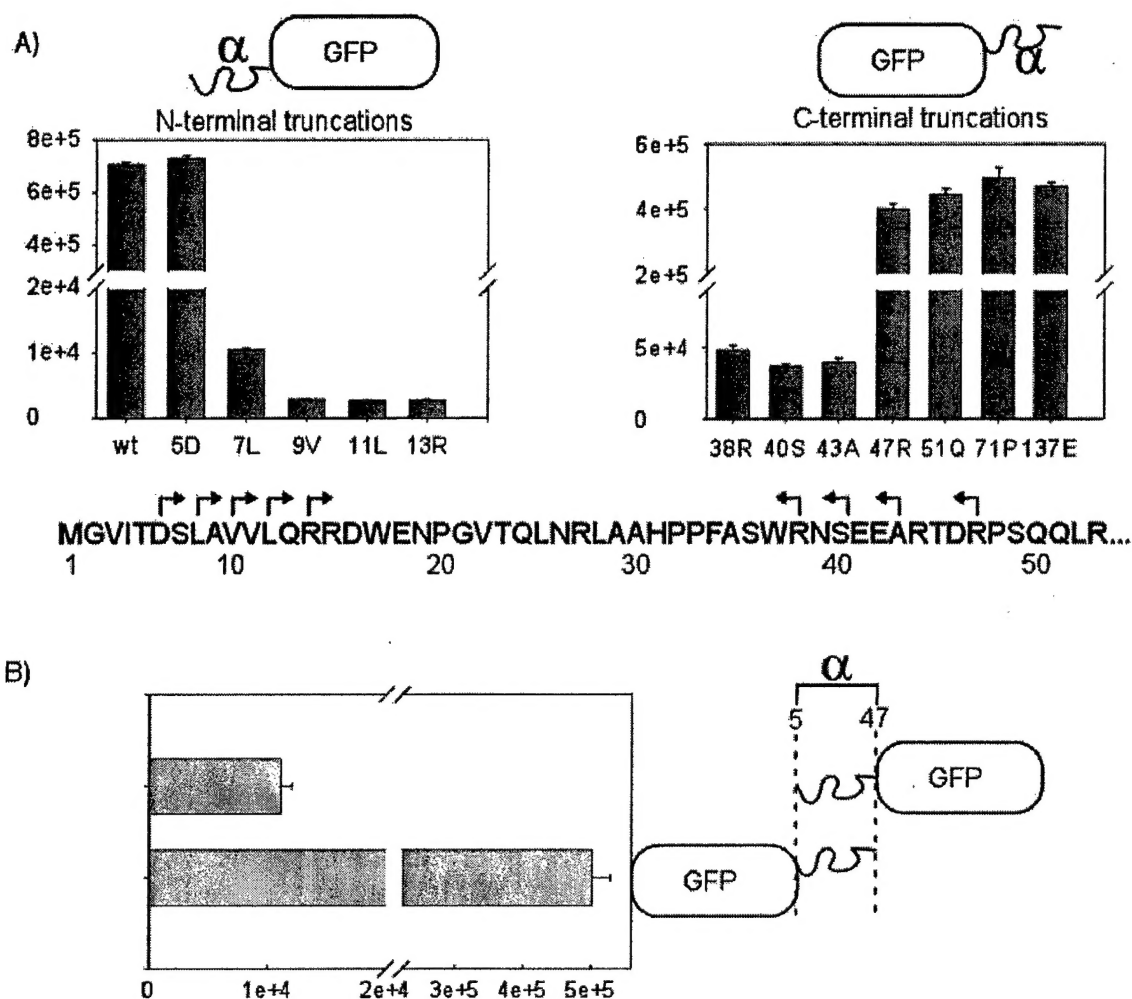 A)
α GFP
GFP α
N-terminal truncations
C-terminal truncations
8e+5
6e+5
4e+5
2e+4
1e+4
0
wt 5D 7L 9V 11L 13R
6e+5
4e+5
2e+5
5e+4
0
38R 40S 43A 47R 51Q 71P 137E
MGVITDSLAVVLQRRDWENPGVTQLNRLAAHPPFASWRNSEEARTDRPSQQLR...
1 10 20 30 40 50
B)
α
5 47
GFP
GFP
0 1e+4 2e+4 3e+5 4e+5 5e+5